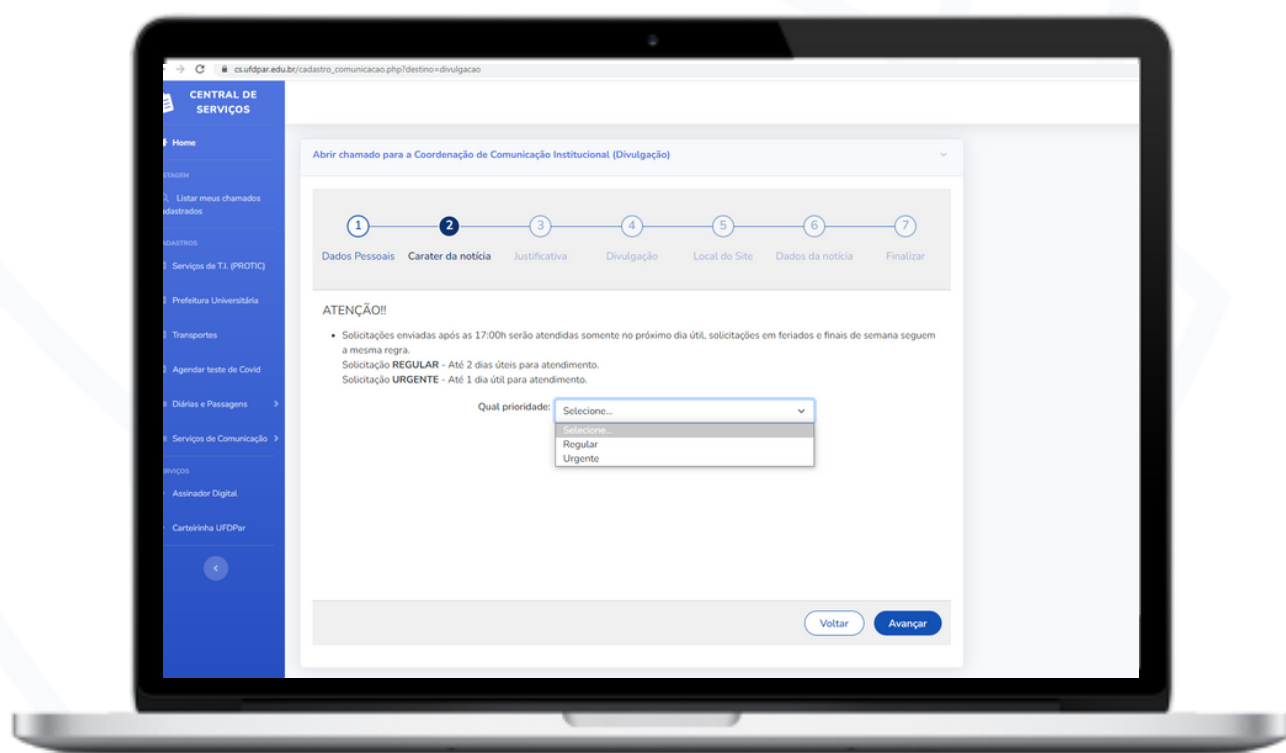 cs.ufdpar.edu.br/cadastro_comunicacao.php?destino=divulgacao
CENTRAL DE
SERVIÇOS
Home
Listar meus chamados
Serviços de T.I. (PROTIC)
Prefeitura Universitária
Transportes
Agendar teste de Covid
Diárias e Passagens
Serviços de Comunicação
Assinador Digital
Carteirinha UFDPar
Abrir chamado para a Coordenação de Comunicação Institucional (Divulgação)
1 2 3 4 5 6 7
Dados Pessoais Carater da notícia Justificativa Divulgação Local do Site Dados da notícia Finalizar
ATENÇÃO!!
• Solicitações enviadas após as 17:00h serão atendidas somente no próximo dia útil, solicitações em feriados e finais de semana seguem
a mesma regra.
Solicitação REGULAR - Até 2 dias úteis para atendimento.
Solicitação URGENTE - Até 1 dia útil para atendimento.
Qual prioridade: Selecione...
Selecione...
Regular
Urgente
Voltar Avançar